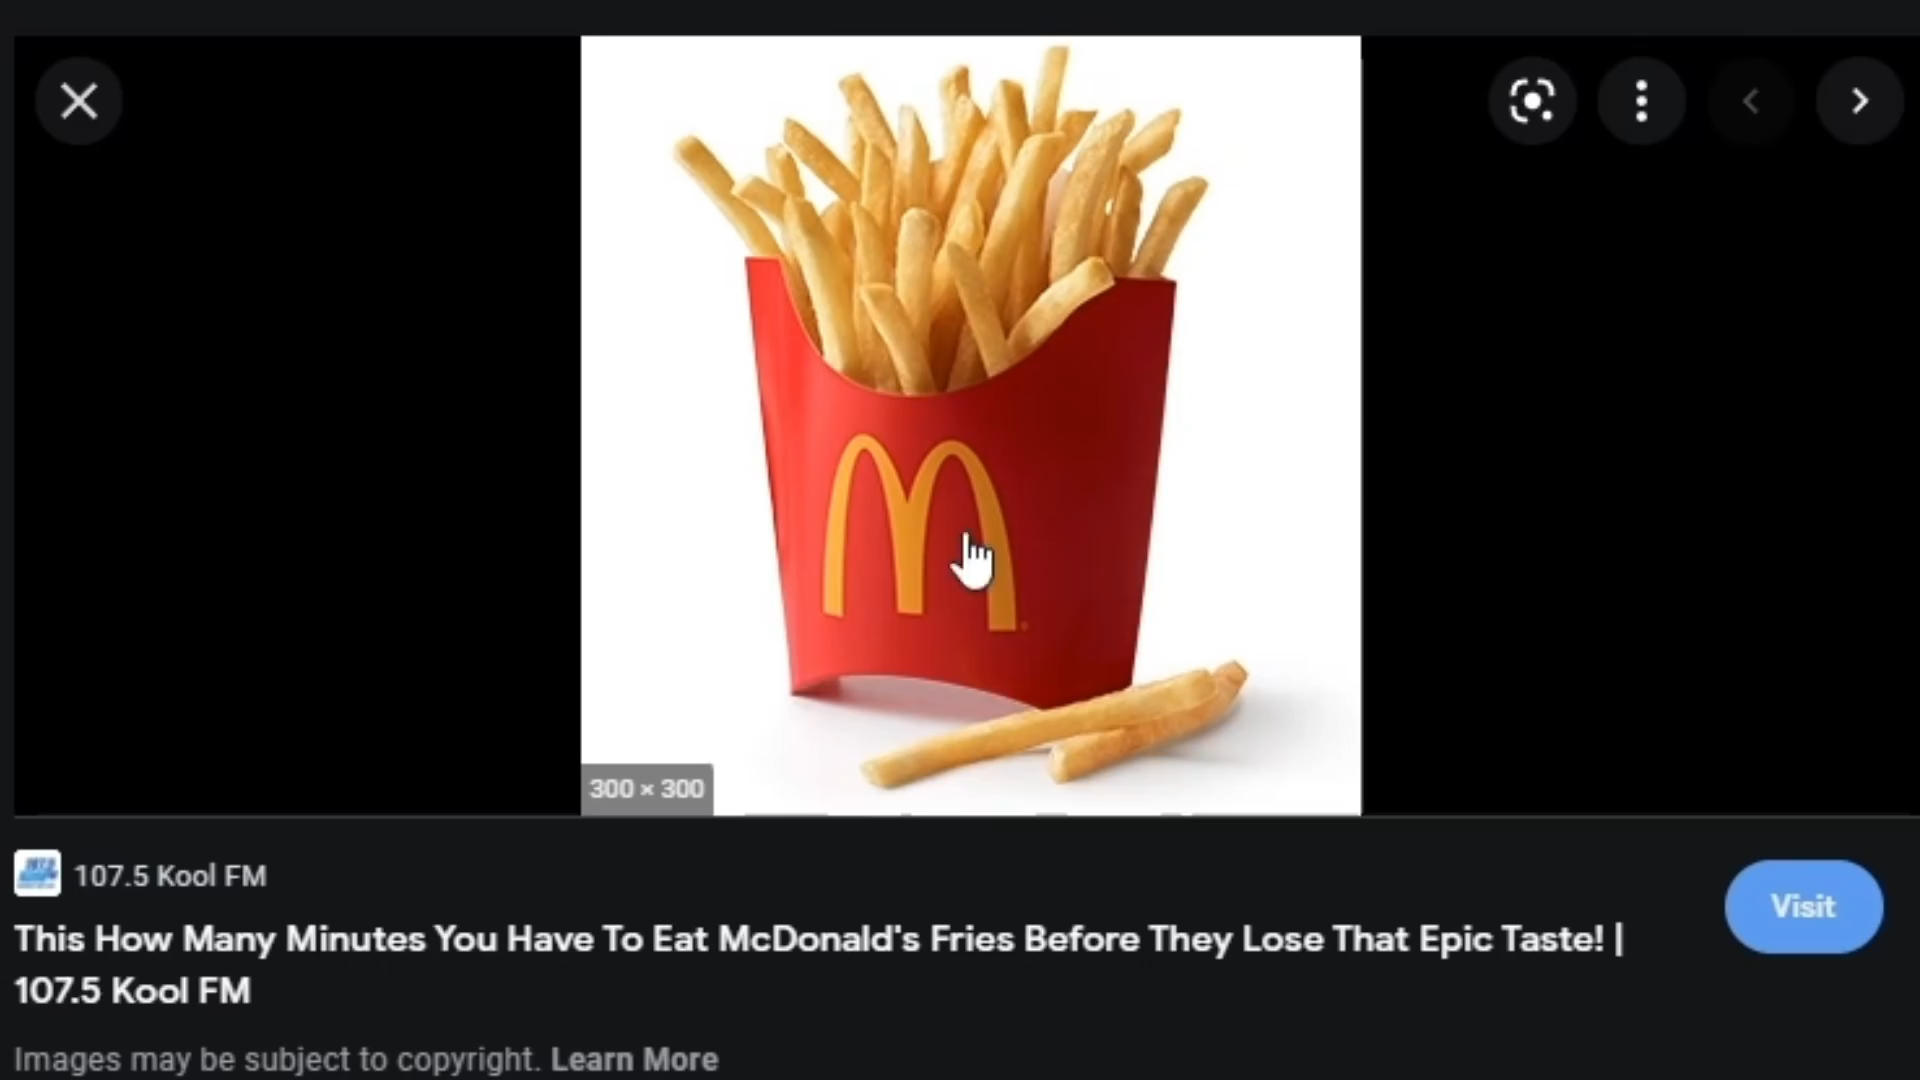 300 × 300
107.5 Kool FM
This How Many Minutes You Have To Eat McDonald's Fries Before They Lose That Epic Taste! |
107.5 Kool FM
Visit
Images may be subject to copyright. Learn More